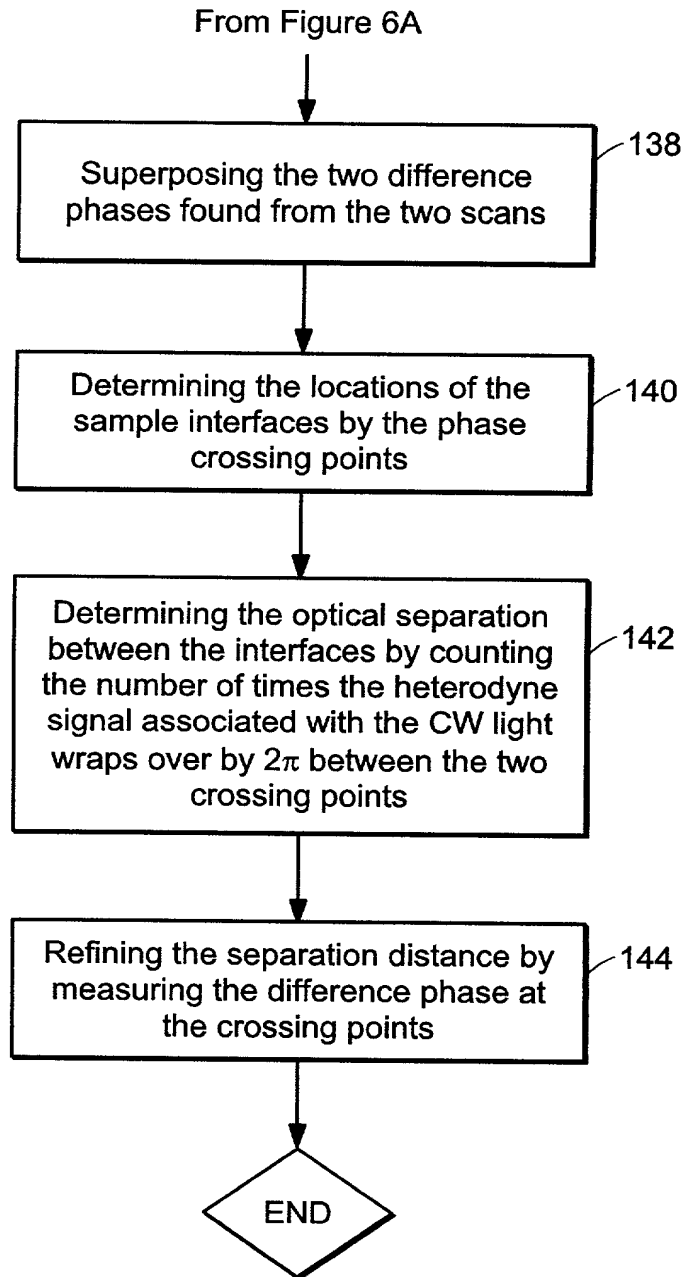 From Figure 6A
138
Superposing the two difference
phases found from the two scans
140
Determining the locations of the
sample interfaces by the phase
crossing points
Determining the optical separation
between the interfaces by counting
the number of times the heterodyne
signal associated with the CW light
wraps over by 2π between the two
crossing points
142
Refining the separation distance by
measuring the difference phase at
the crossing points
144
END